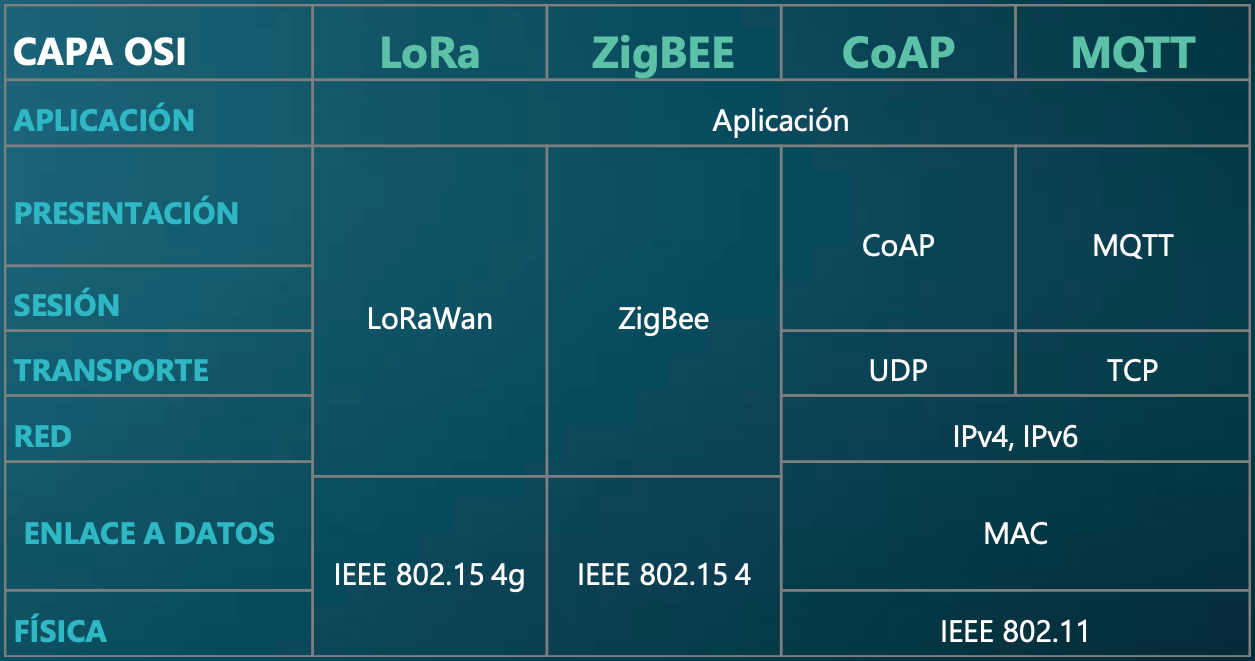 CAPA OSI LoRa ZigBEE CoAP MQTT
APLICACIÓN Aplicación
PRESENTACIÓN
CoAP MQTT
SESIÓN
LoRaWan ZigBee
TRANSPORTE UDP TCP
RED IPv4, IPv6
ENLACE A DATOS MAC
IEEE 802.15 4g IEEE 802.15 4
FÍSICA IEEE 802.11